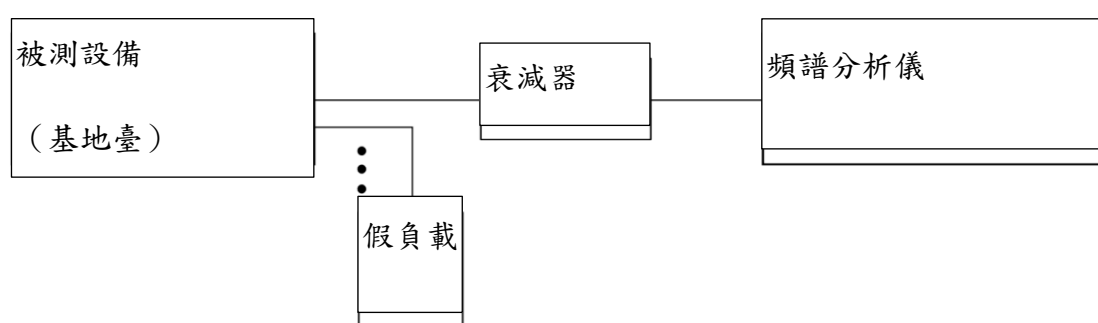 被測設備
（基地臺）
衰減器
頻譜分析儀
假負載